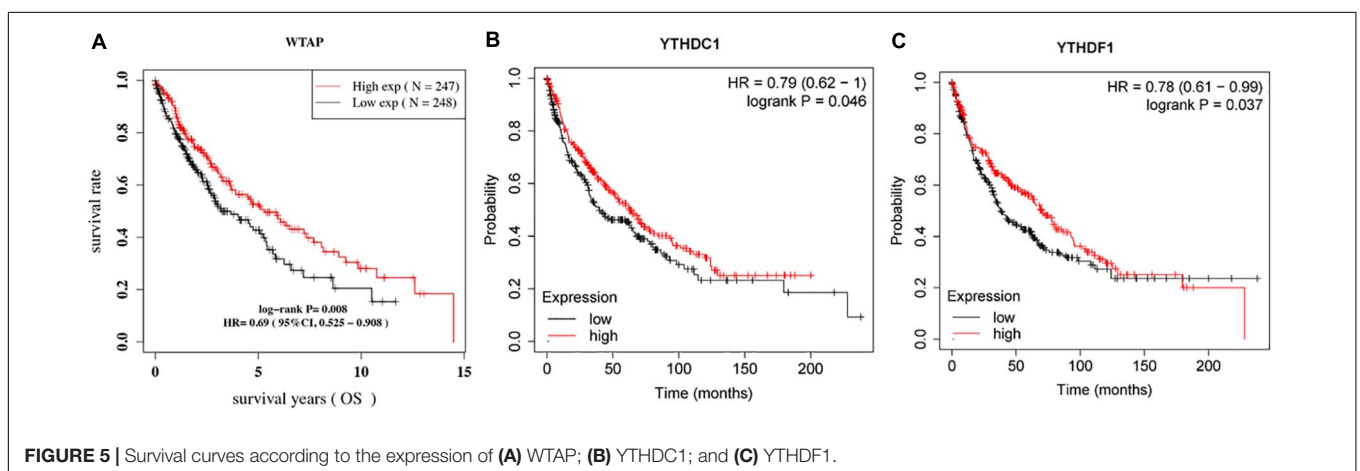 A
WTAP
1.0
0.8
0.6
0.4
0.2
0.0
survival rate
High exp ( N = 247)
Low exp ( N = 248)
log-rank P= 0.008
HR= 0.69 ( 95%CI, 0.525 - 0.908 )
0 5 10 15
survival years ( OS )
B
YTHDC1
1.0
0.8
0.6
0.4
0.2
0.0
Probability
HR = 0.79 (0.62 - 1)
logrank P = 0.046
Expression
low
high
0 50 100 150 200
Time (months)
C
YTHDF1
1.0
0.8
0.6
0.4
0.2
0.0
Probability
HR = 0.78 (0.61 - 0.99)
logrank P = 0.037
Expression
low
high
0 50 100 150 200
Time (months)
FIGURE 5 | Survival curves according to the expression of (A) WTAP; (B) YTHDC1; and (C) YTHDF1.